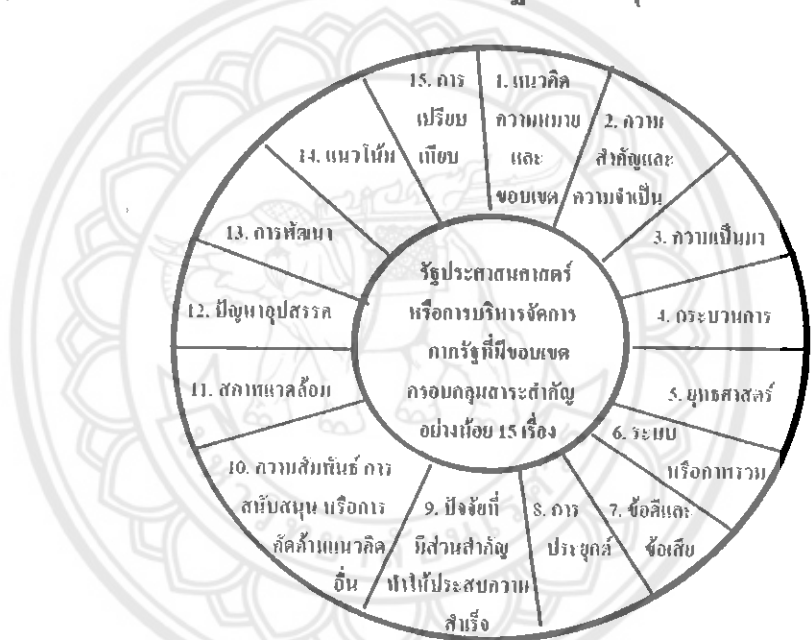 1. แนวคิด
ความหมาย
และ
ขอบเขต
2. ความ
สำคัญและ
ความจำเป็น
3. ความเป็นมา
4. กระบวนการ
5. ยุทธศาสตร์
6. ระบบ
หรือภาพรวม
7. ข้อดีและ
ข้อเสีย
8. การ
ประยุกต์
9. ปัจจัยที่
มีส่วนสำคัญ
ทำให้ประสบความ
สำเร็จ
10. ความสัมพันธ์ การ
สนับสนุน หรือการ
คัดค้านแนวคิด
อื่น
11. สภาพแวดล้อม
12. ปัญหาอุปสรรค
13. การพัฒนา
14. แนวโน้ม
15. การ
เปรียบ
เทียบ
รัฐประศาสนศาสตร์
หรือการบริหารจัดการ
ภาครัฐที่มีขอบเขต
ครอบคลุมสาระสำคัญ
อย่างน้อย 15 เรื่อง